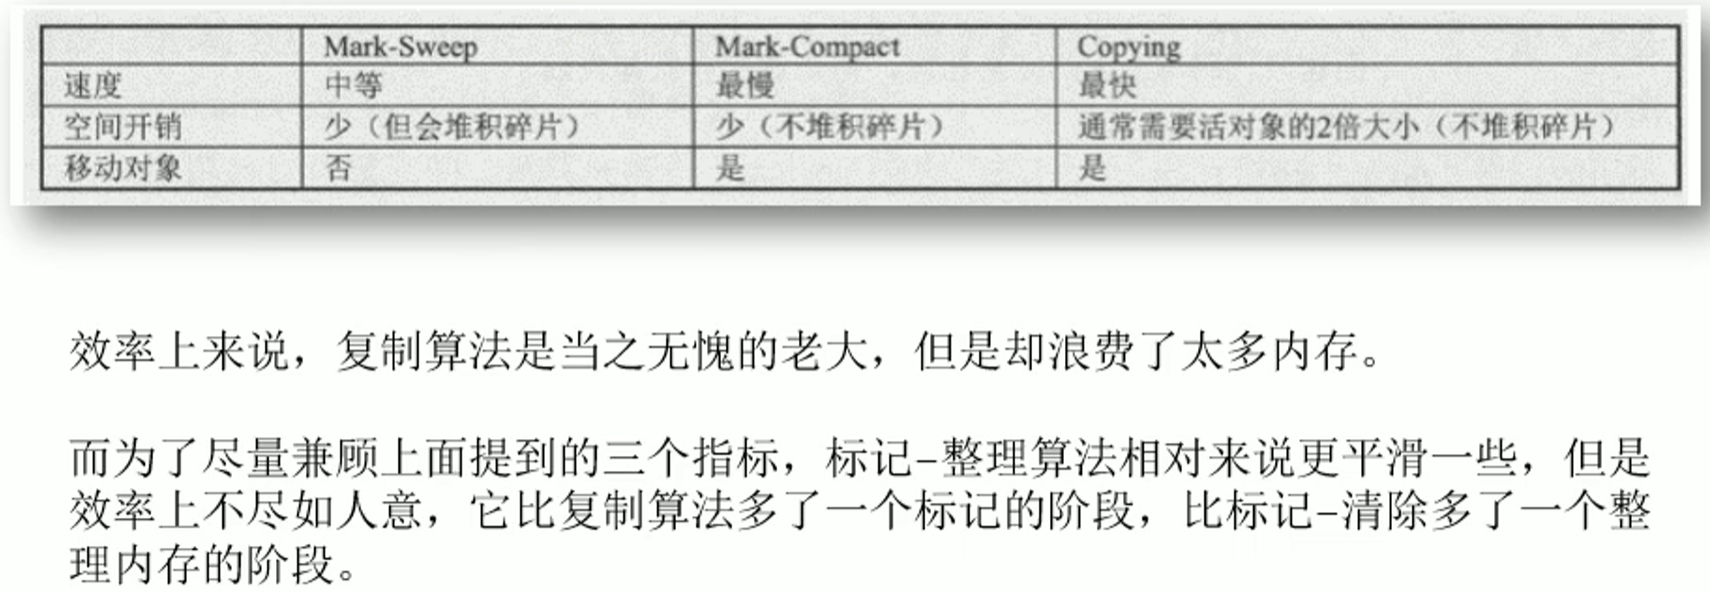 Mark-Sweep Mark-Compact Copying
速度 中等 最慢 最快
空间开销 少（但会堆积碎片） 少（不堆积碎片） 通常需要活对象的2倍大小（不堆积碎片）
移动对象 否 是 是
效率上来说，复制算法是当之无愧的老大，但是却浪费了太多内存。
而为了尽量兼顾上面提到的三个指标，标记-整理算法相对来说更平滑一些，但是
效率上不尽如人意，它比复制算法多了一个标记的阶段，比标记-清除多了一个整
理内存的阶段。